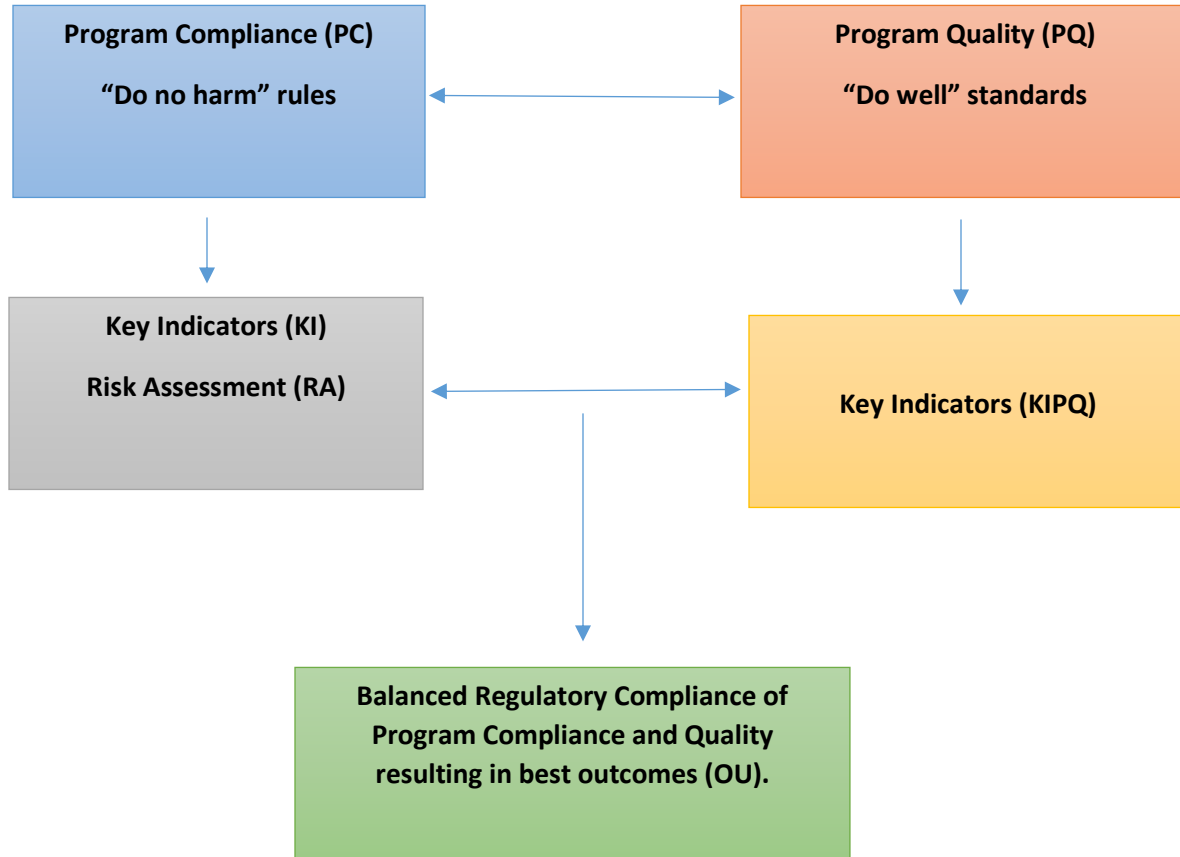 Program Compliance (PC)
“Do no harm” rules
Program Quality (PQ)
“Do well” standards
Key Indicators (KI)
Risk Assessment (RA)
Key Indicators (KIPQ)
Balanced Regulatory Compliance of
Program Compliance and Quality
resulting in best outcomes (OU).